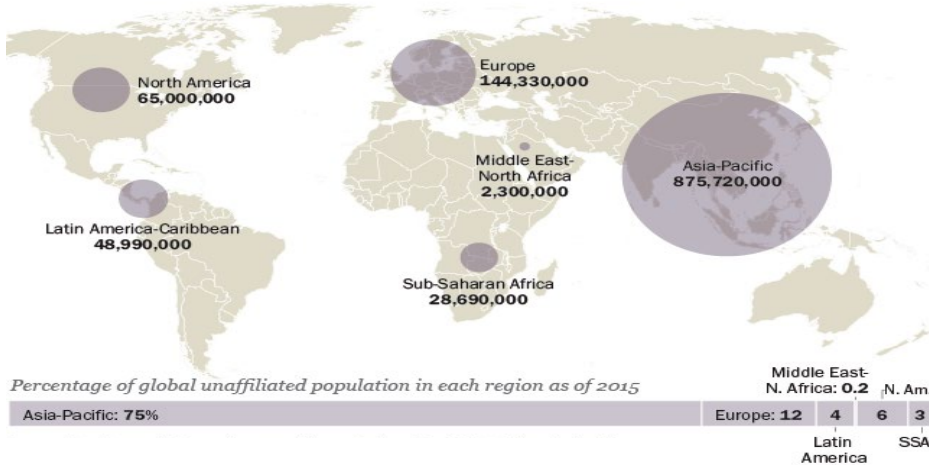 North America
65,000,000
Europe
144,330,000
Middle East-
North Africa
2,300,000
Asia-Pacific
875,720,000
Latin America-Caribbean
48,990,000
Sub-Saharan Africa
28,690,000
Percentage of global unaffiliated population in each region as of 2015
Middle East-
N. Africa: 0.2
N. Am
Asia-Pacific: 75%
Europe: 12
4
6
3
Latin
America
SSA